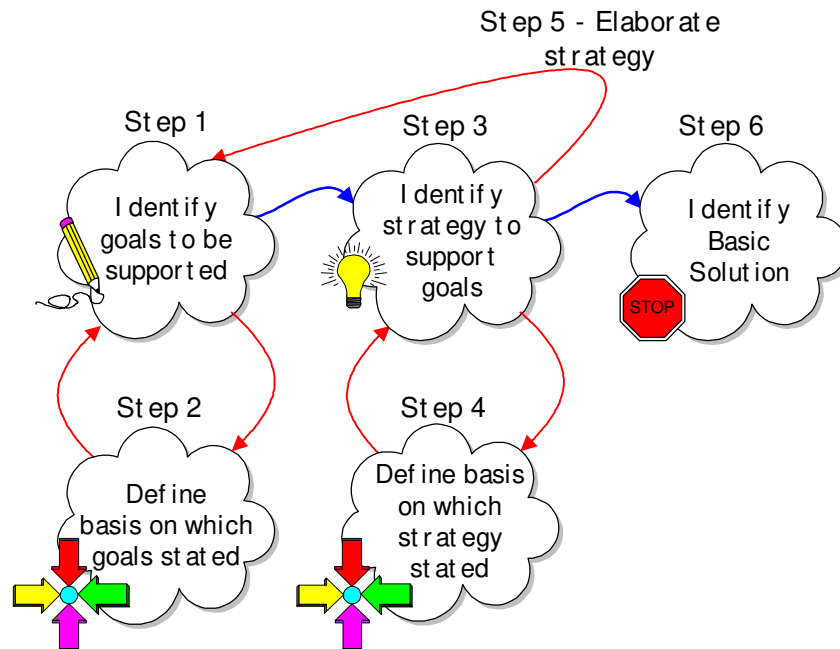 Step 5 - Elaborate
strategy
Step 1
Step 3
Step 6
Identify
goals to be
supported
Identify
strategy to
support
goals
Identify
Basic
Solution
STOP
Step 2
Step 4
Define
basis on which
goals stated
Define basis
on which
strategy
stated